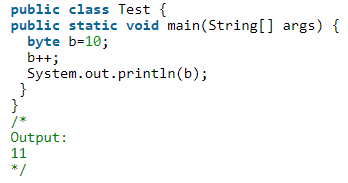 public class Test {
public static void main(String[] args) {
  byte b=10;
  b++;
  System.out.println(b);
 }
}
/*
Output:
11
*/